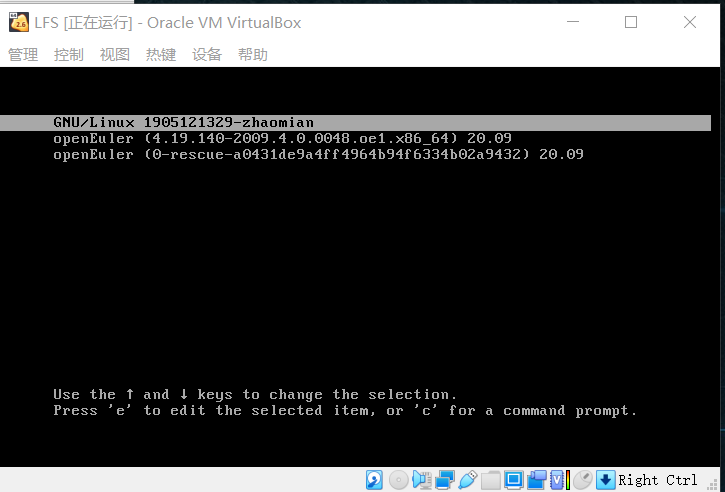 LFS [正在运行] - Oracle VM VirtualBox
管理 控制 视图 热键 设备 帮助
GNU/Linux 1905121329-zhaomian
openEuler (4.19.140-2009.4.0.0048.oe1.x86_64) 20.09
openEuler (0-rescue-a0431de9a4ff4964b94f6334b02a9432) 20.09
Use the ↑ and ↓ keys to change the selection.
Press 'e' to edit the selected item, or 'c' for a command prompt.
Right Ctrl